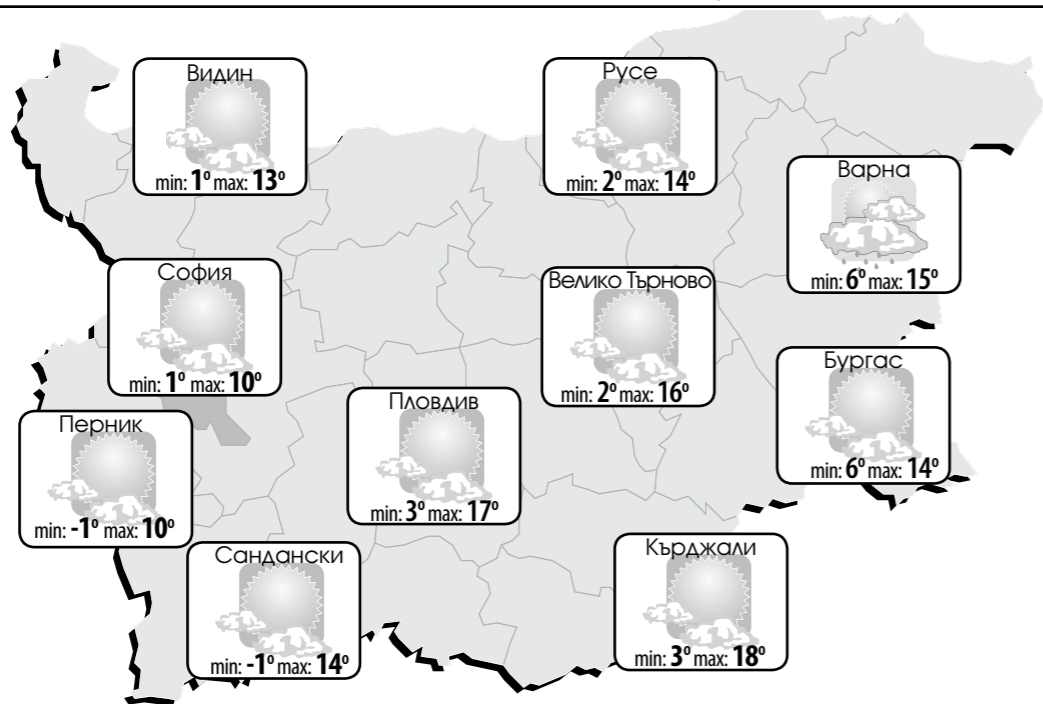 Видин
min: 1° max: 13°
Русе
min: 2° max: 14°
Варна
min: 6° max: 15°
София
min: 1° max: 10°
Велико Търново
min: 2° max: 16°
Бургас
min: 6° max: 14°
Пловдив
min: 3° max: 17°
Перник
min: -1° max: 10°
Сандански
min: -1° max: 14°
Кърджали
min: 3° max: 18°